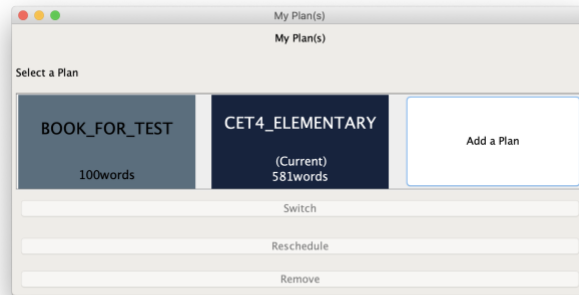 My Plan(s)
My Plan(s)
Select a Plan
BOOK_FOR_TEST
100words
CET4_ELEMENTARY
(Current)
581words
Add a Plan
Switch
Reschedule
Remove